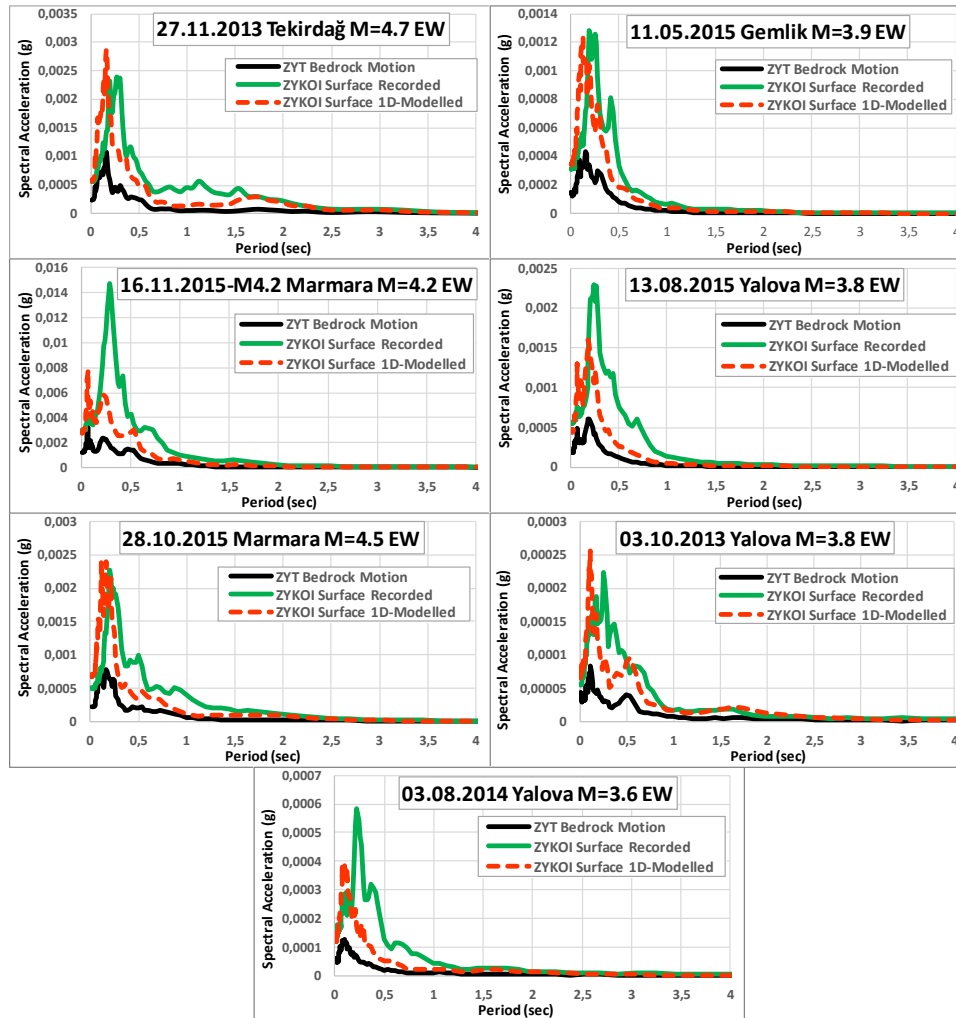 27.11.2013 Tekirdağ M=4.7 EW
Spectral Acceleration (g)
0,0035
0,003
0,0025
0,002
0,0015
0,001
0,0005
0
ZYT Bedrock Motion
ZYKOI Surface Recorded
ZYKOI Surface 1D-Modelled
0 0,5 1 1,5 2 2,5 3 3,5 4
Period (sec)
11.05.2015 Gemlik M=3.9 EW
Spectral Acceleration (g)
0,0014
0,0012
0,001
0,0008
0,0006
0,0004
0,0002
0
ZYT Bedrock Motion
ZYKOI Surface Recorded
ZYKOI Surface 1D-Modelled
0 0,5 1 1,5 2 2,5 3 3,5 4
Period (sec)
16.11.2015-M4.2 Marmara M=4.2 EW
Spectral Acceleration (g)
0,016
0,014
0,012
0,01
0,008
0,006
0,004
0,002
0
ZYT Bedrock Motion
ZYKOI Surface Recorded
ZYKOI Surface 1D-Modelled
0 0,5 1 1,5 2 2,5 3 3,5 4
Period (sec)
13.08.2015 Yalova M=3.8 EW
Spectral Acceleration (g)
0,0025
0,002
0,0015
0,001
0,0005
0
ZYT Bedrock Motion
ZYKOI Surface Recorded
ZYKOI Surface 1D-Modelled
0 0,5 1 1,5 2 2,5 3 3,5 4
Period (sec)
28.10.2015 Marmara M=4.5 EW
Spectral Acceleration (g)
0,003
0,0025
0,002
0,0015
0,001
0,0005
0
ZYT Bedrock Motion
ZYKOI Surface Recorded
ZYKOI Surface 1D-Modelled
0 0,5 1 1,5 2 2,5 3 3,5 4
Period (sec)
03.10.2013 Yalova M=3.8 EW
Spectral Acceleration (g)
0,0003
0,00025
0,0002
0,00015
0,0001
0,00005
0
ZYT Bedrock Motion
ZYKOI Surface Recorded
ZYKOI Surface 1D-Modelled
0 0,5 1 1,5 2 2,5 3 3,5 4
Period (sec)
03.08.2014 Yalova M=3.6 EW
Spectral Acceleration (g)
0,0007
0,0006
0,0005
0,0004
0,0003
0,0002
0,0001
0
ZYT Bedrock Motion
ZYKOI Surface Recorded
ZYKOI Surface 1D-Modelled
0 0,5 1 1,5 2 2,5 3 3,5 4
Period (sec)